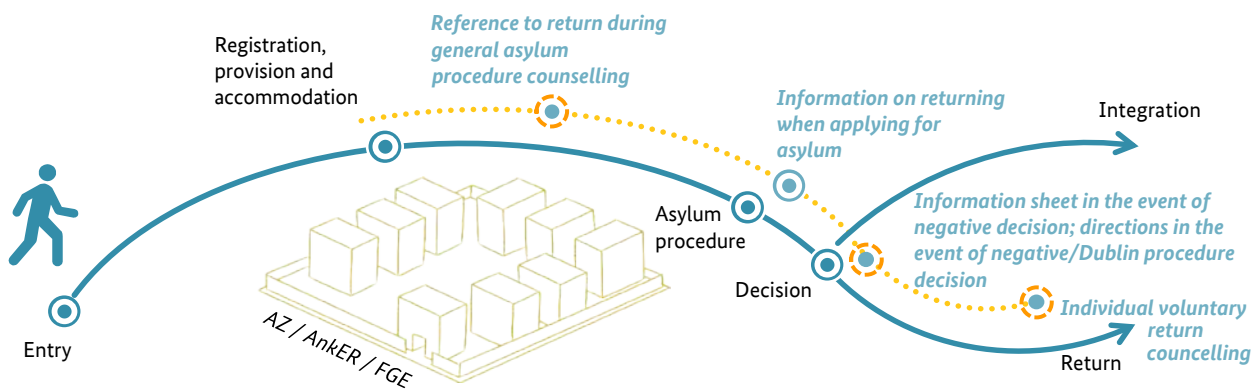 Reference to return during
general asylum
procedure counselling
Registration,
provision and
accommodation
Information on returning
when applying for
asylum
Integration
Information sheet in the event of
negative decision; directions in the
event of negative/Dublin procedure
decision
Asylum
procedure
Decision
Individual voluntary
return
councelling
Return
AZ / AnkER / FGE
Entry